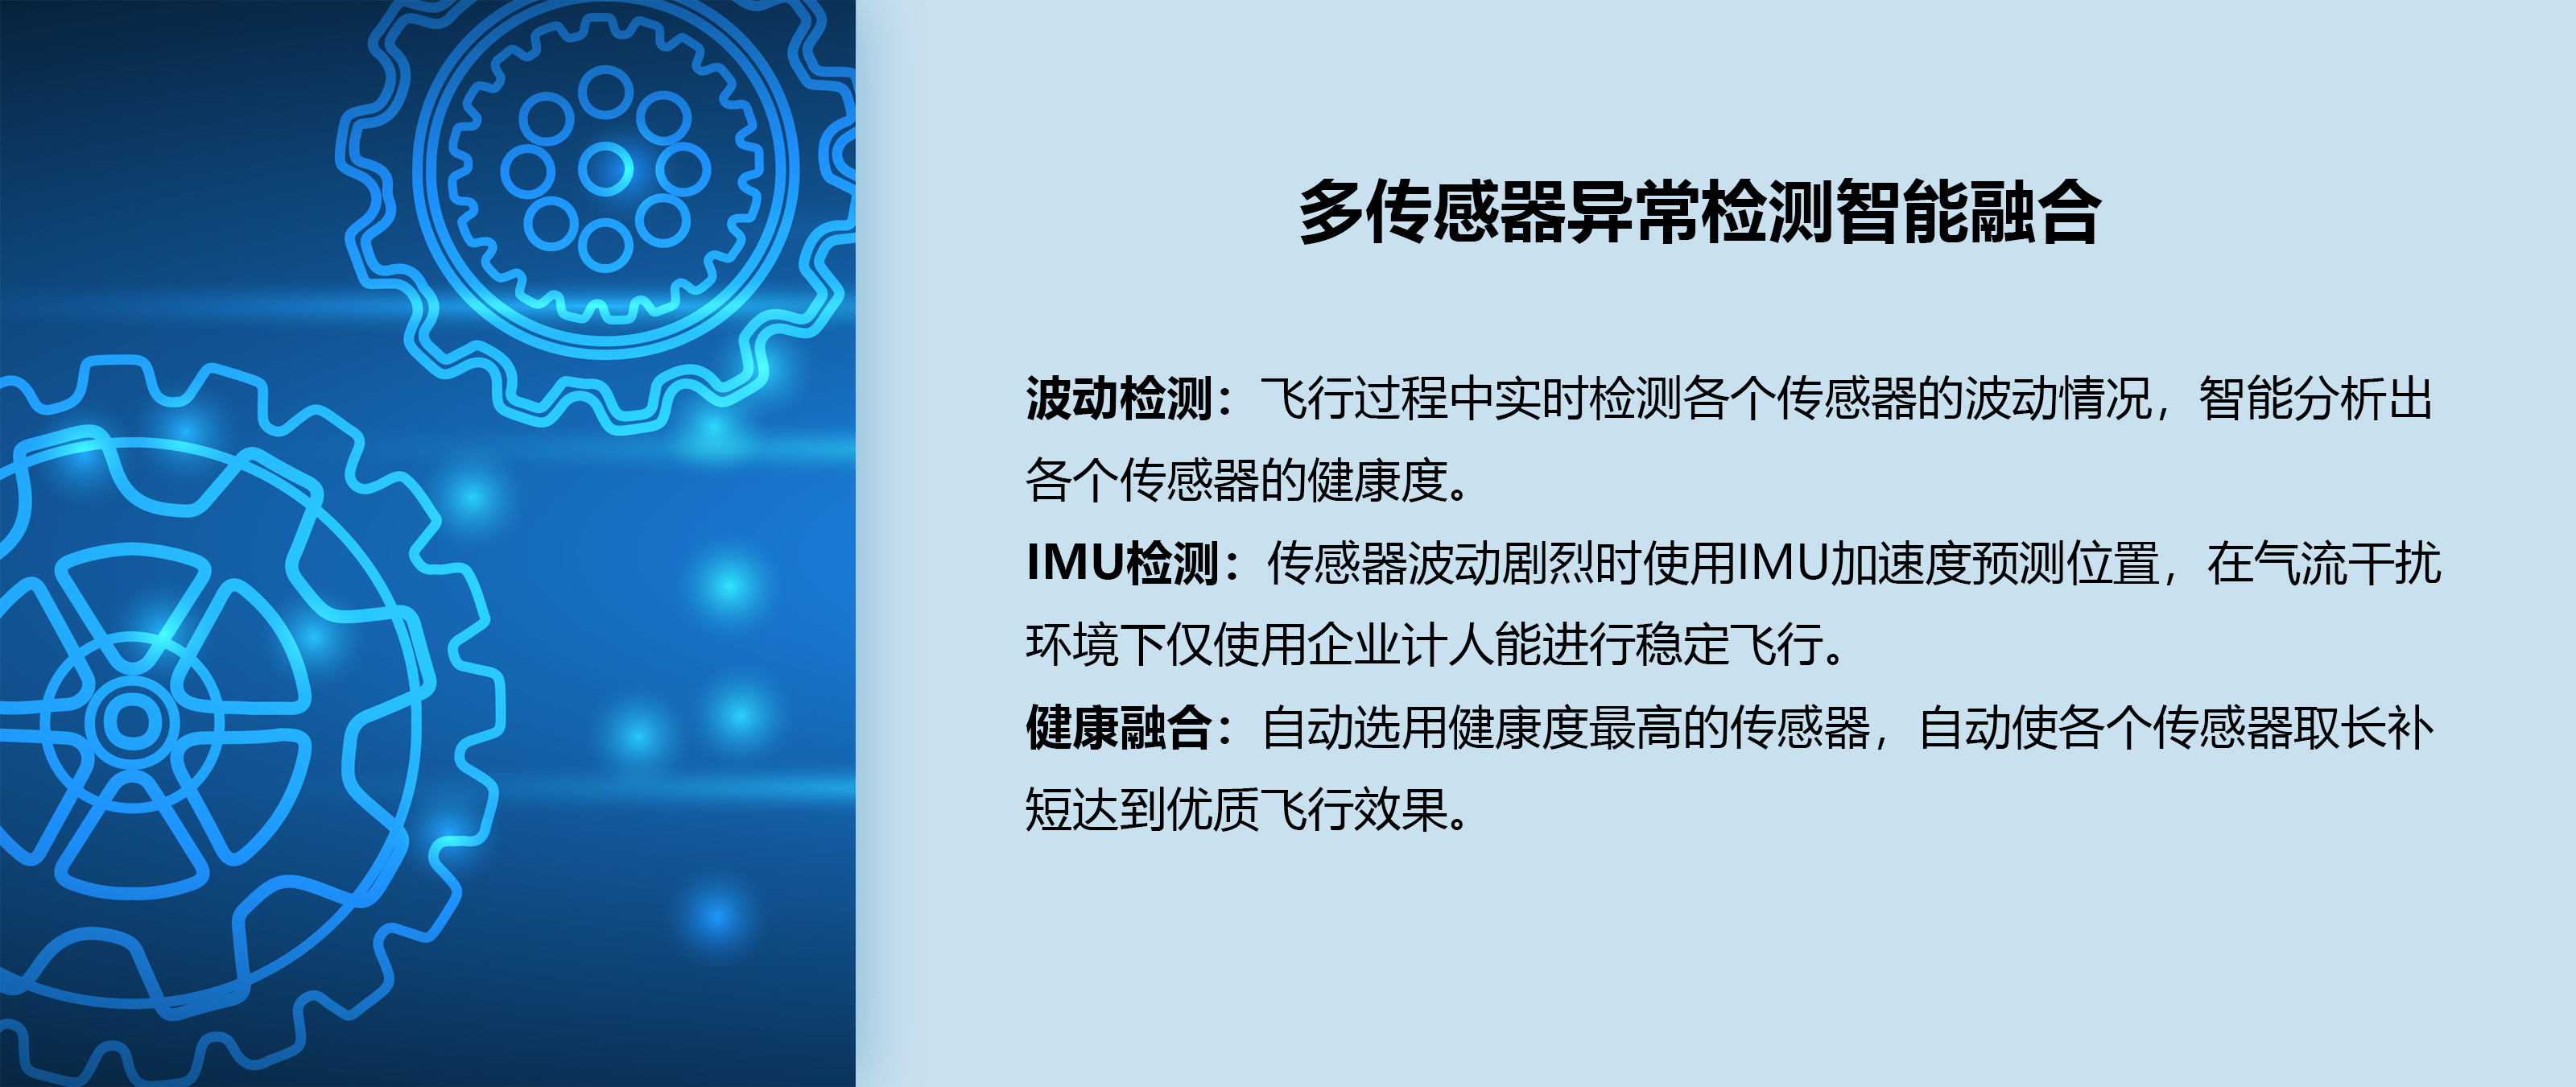 多传感器异常检测智能融合
波动检测：飞行过程中实时检测各个传感器的波动情况，智能分析出
各个传感器的健康度。
IMU检测：传感器波动剧烈时使用IMU加速度预测位置，在气流干扰
环境下仅使用企业计人能进行稳定飞行。
健康融合：自动选用健康度最高的传感器，自动使各个传感器取长补
短达到优质飞行效果。